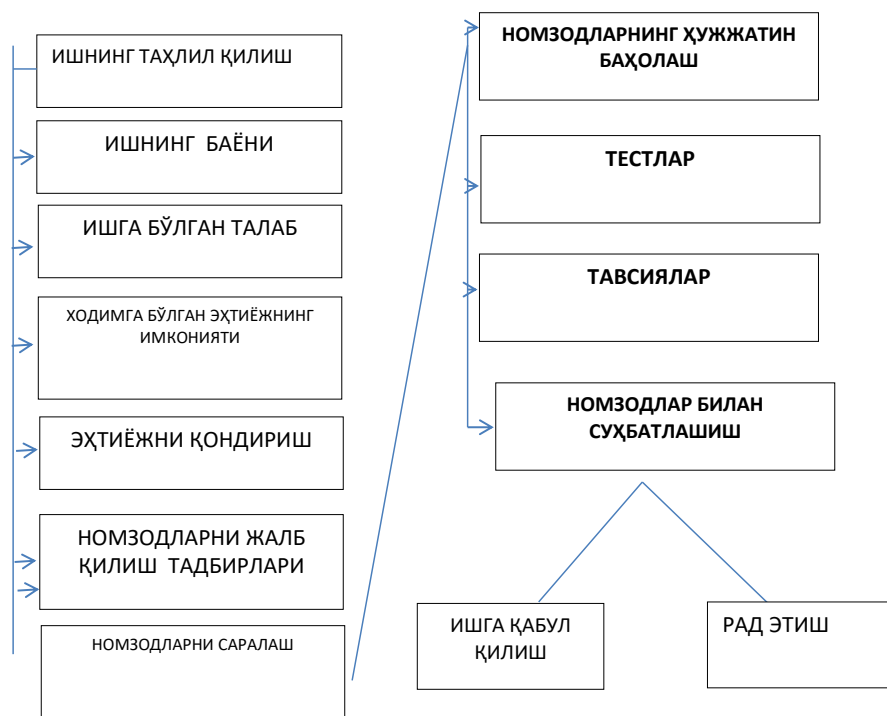 ИШНИНГ ТАҲЛИЛ ҚИЛИШ
ИШНИНГ БАЁНИ
ИШГА БЎЛГАН ТАЛАБ
ХОДИМГА БЎЛГАН ЭҲТИЁЖНИНГ
ИМКОНИЯТИ
ЭҲТИЁЖНИ ҚОНДИРИШ
НОМЗОДЛАРНИ ЖАЛБ
ҚИЛИШ ТАДБИРЛАРИ
НОМЗОДЛАРНИ САРАЛАШ
НОМЗОДЛАРНИНГ ҲУЖЖАТИН
БАҲОЛАШ
ТЕСТЛАР
ТАВСИЯЛАР
НОМЗОДЛАР БИЛАН
СУҲБАТЛАШИШ
ИШГА ҚАБУЛ
ҚИЛИШ
РАД ЭТИШ